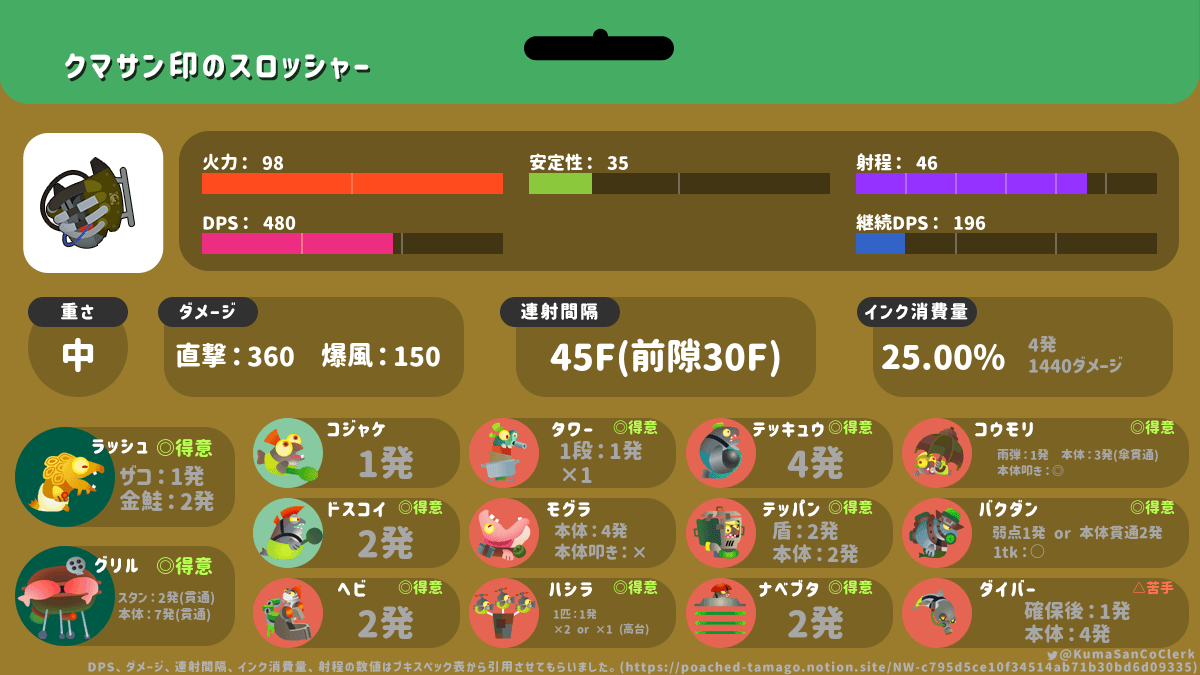 クマサン印のスロッシャー
火力： 98
安定性： 35
射程： 46
DPS： 480
継続DPS： 196
重さ
中
ダメージ
直撃：360 爆風：150
連射間隔
45F(前隙30F)
インク消費量
25.00%
4発
1440ダメージ
ラッシュ ◎得意
ザコ：1発
金鮭：2発
グリル ◎得意
スタン：2発(貫通)
本体：7発(貫通)
コジャケ
1発
タワー ◎得意
1段：1発
×1
テッキュウ ◎得意
4発
コウモリ ◎得意
雨弾：1発 本体：3発(傘貫通)
本体叩き：◎
ドスコイ ◎得意
2発
モグラ
本体：4発
本体叩き：×
テッパン ◎得意
盾：2発
本体：2発
バクダン ◎得意
弱点1発 or 本体貫通2発
1tk：○
ヘビ ◎得意
2発
ハシラ ◎得意
1匹：1発
×2 or ×1 (高台)
ナベブタ ◎得意
2発
ダイバー △苦手
確保後：1発
本体：4発
@KumaSanCoClerk
DPS、ダメージ、連射間隔、インク消費量、射程の数値はブキスペック表から引用させてもらいました。(https://poached-tamago.notion.site/NW-c795d5ce10f34514ab71b30bd6d09335)